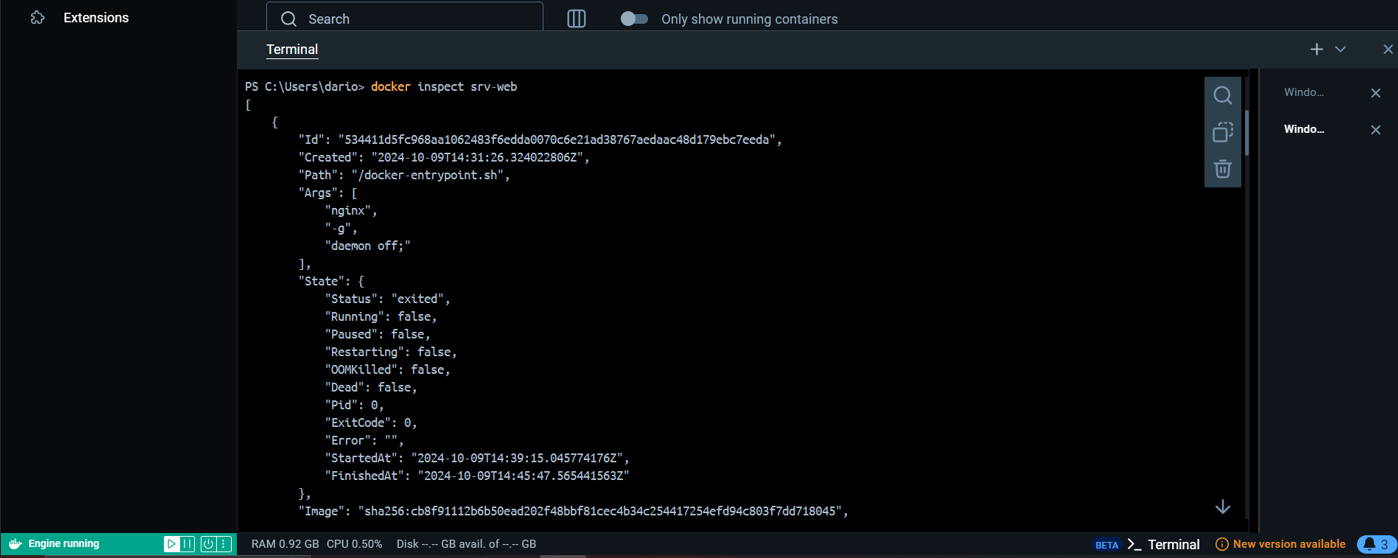 Extensions
Search
Only show running containers
Terminal
PS C:\Users\dario> docker inspect srv-web
[
{
"Id": "534411d5fc968aa1062483f6edda0070c6e21ad38767aedaac48d179ebc7eeda",
"Created": "2024-10-09T14:31:26.324022806Z",
"Path": "/docker-entrypoint.sh",
"Args": [
"nginx",
"-g",
"daemon off;"
],
"State": {
"Status": "exited",
"Running": false,
"Paused": false,
"Restarting": false,
"OOMKilled": false,
"Dead": false,
"Pid": 0,
"ExitCode": 0,
"Error": "",
"StartedAt": "2024-10-09T14:39:15.045774176Z",
"FinishedAt": "2024-10-09T14:45:47.565441563Z"
},
"Image": "sha256:cb8f91112b6b50ead202f48bbf81cec4b34c254417254efd94c803f7dd718045",
Windo...
Windo...
Engine running
RAM 0.92 GB CPU 0.50% Disk --.-- GB avail. of --.-- GB
BETA >_ Terminal
New version available
3